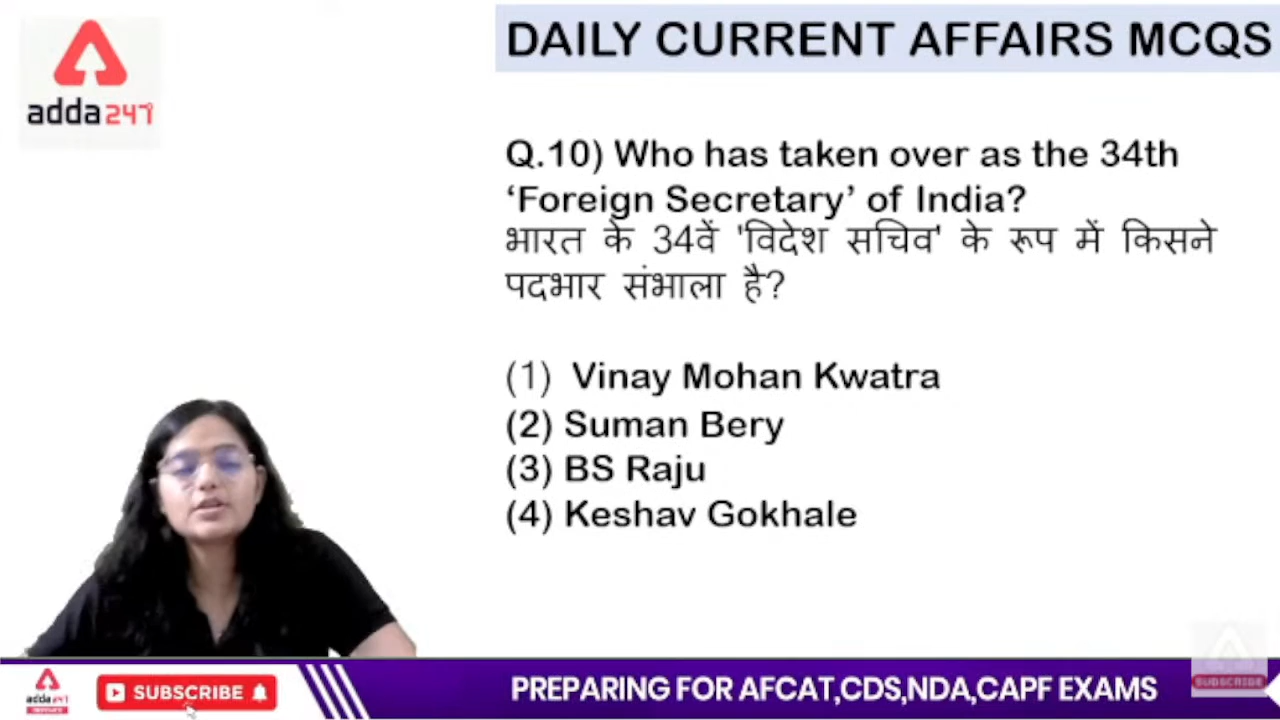 DAILY CURRENT AFFAIRS MCQS
adda247
Q.10) Who has taken over as the 34th
‘Foreign Secretary’ of India?
भारत के 34वें 'विदेश सचिव' के रूप में किसने
पदभार संभाला है?
(1) Vinay Mohan Kwatra
(2) Suman Bery
(3) BS Raju
(4) Keshav Gokhale
adda247
SUBSCRIBE
PREPARING FOR AFCAT,CDS,NDA,CAPF EXAMS
SUBSCRIBE